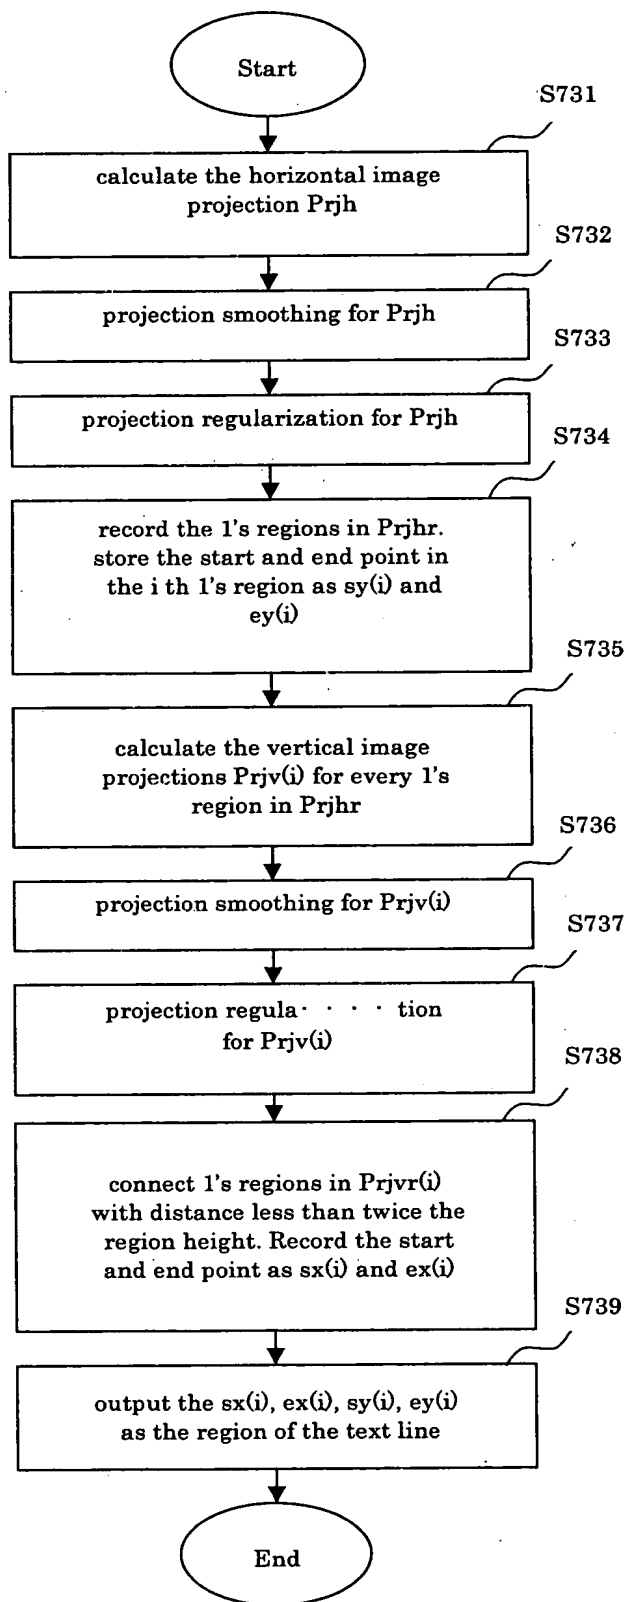 Start
S731
calculate the horizontal image
projection Prjh
S732
projection smoothing for Prjh
S733
projection regularization for Prjh
S734
record the 1's regions in Prjhr.
store the start and end point in
the i th 1's region as sy(i) and
ey(i)
S735
calculate the vertical image
projections Prjv(i) for every 1's
region in Prjhr
S736
projection smoothing for Prjv(i)
S737
projection regula· · · · tion
for Prjv(i)
S738
connect 1's regions in Prjvr(i)
with distance less than twice the
region height. Record the start
and end point as sx(i) and ex(i)
S739
output the sx(i), ex(i), sy(i), ey(i)
as the region of the text line
End